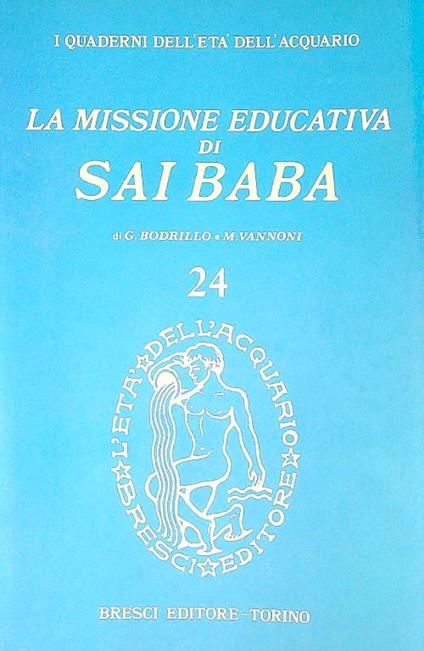 I QUADERNI DELL'ETA' DELL'ACQUARIO
LA MISSIONE EDUCATIVA
DI
SAI BABA
di G. BODRILLO e M. VANNONI
24
L'ETA' ☆ DELL'ACQUARIO
☆ BRESCI ☆ EDITORE ☆
BRESCI EDITORE-TORINO